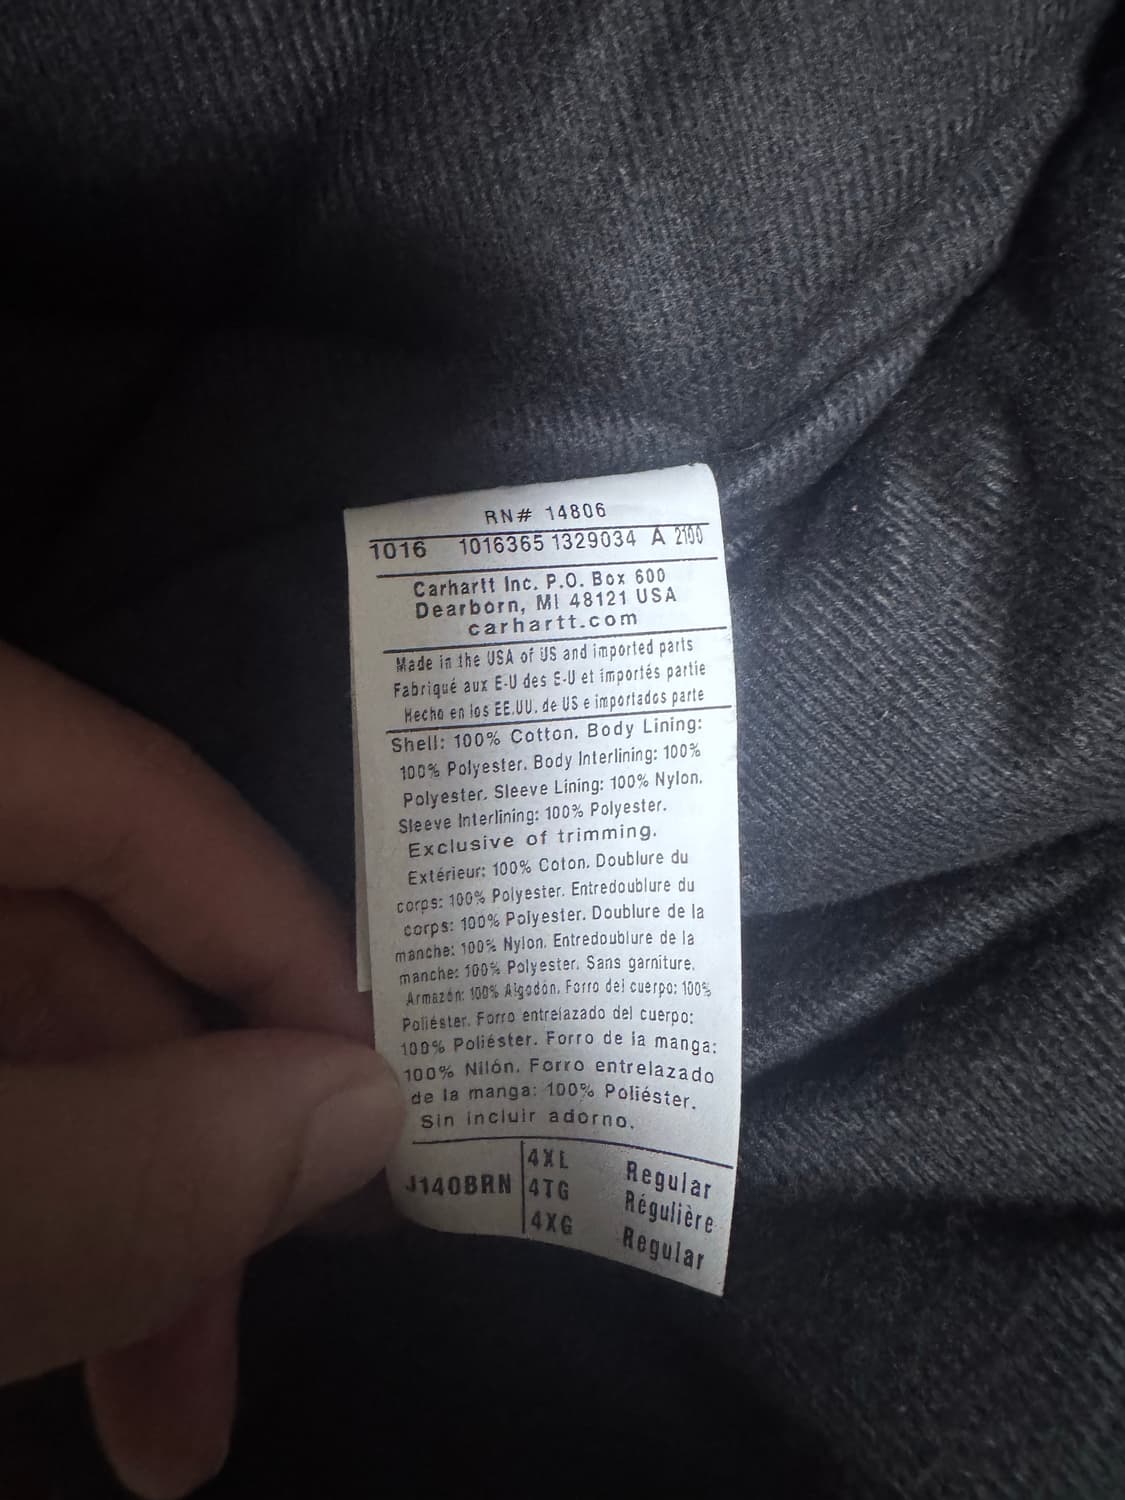 RN# 14806
1016 1016365 1329034 A 2100
Carhartt Inc. P.O. Box 600
Dearborn, MI 48121 USA
carhartt.com
Made in the USA of US and imported parts
Fabriqué aux E-U des E-U et importés partie
Hecho en los EE.UU. de US e importados parte
Shell: 100% Cotton. Body Lining:
100% Polyester. Body Interlining: 100%
Polyester. Sleeve Lining: 100% Nylon.
Sleeve Interlining: 100% Polyester.
Exclusive of trimming.
Extérieur: 100% Coton. Doublure du
corps: 100% Polyester. Entredoublure du
corps: 100% Polyester. Doublure de la
manche: 100% Nylon. Entredoublure de la
manche: 100% Polyester. Sans garniture.
Armazón: 100% Algodón. Forro del cuerpo: 100%
Poliéster. Forro entrelazado del cuerpo:
100% Poliéster. Forro de la manga:
100% Nilón. Forro entrelazado
de la manga: 100% Poliéster.
Sin incluir adorno.
4XL Regular
J140BRN 4TG Régulière
4XG Regular